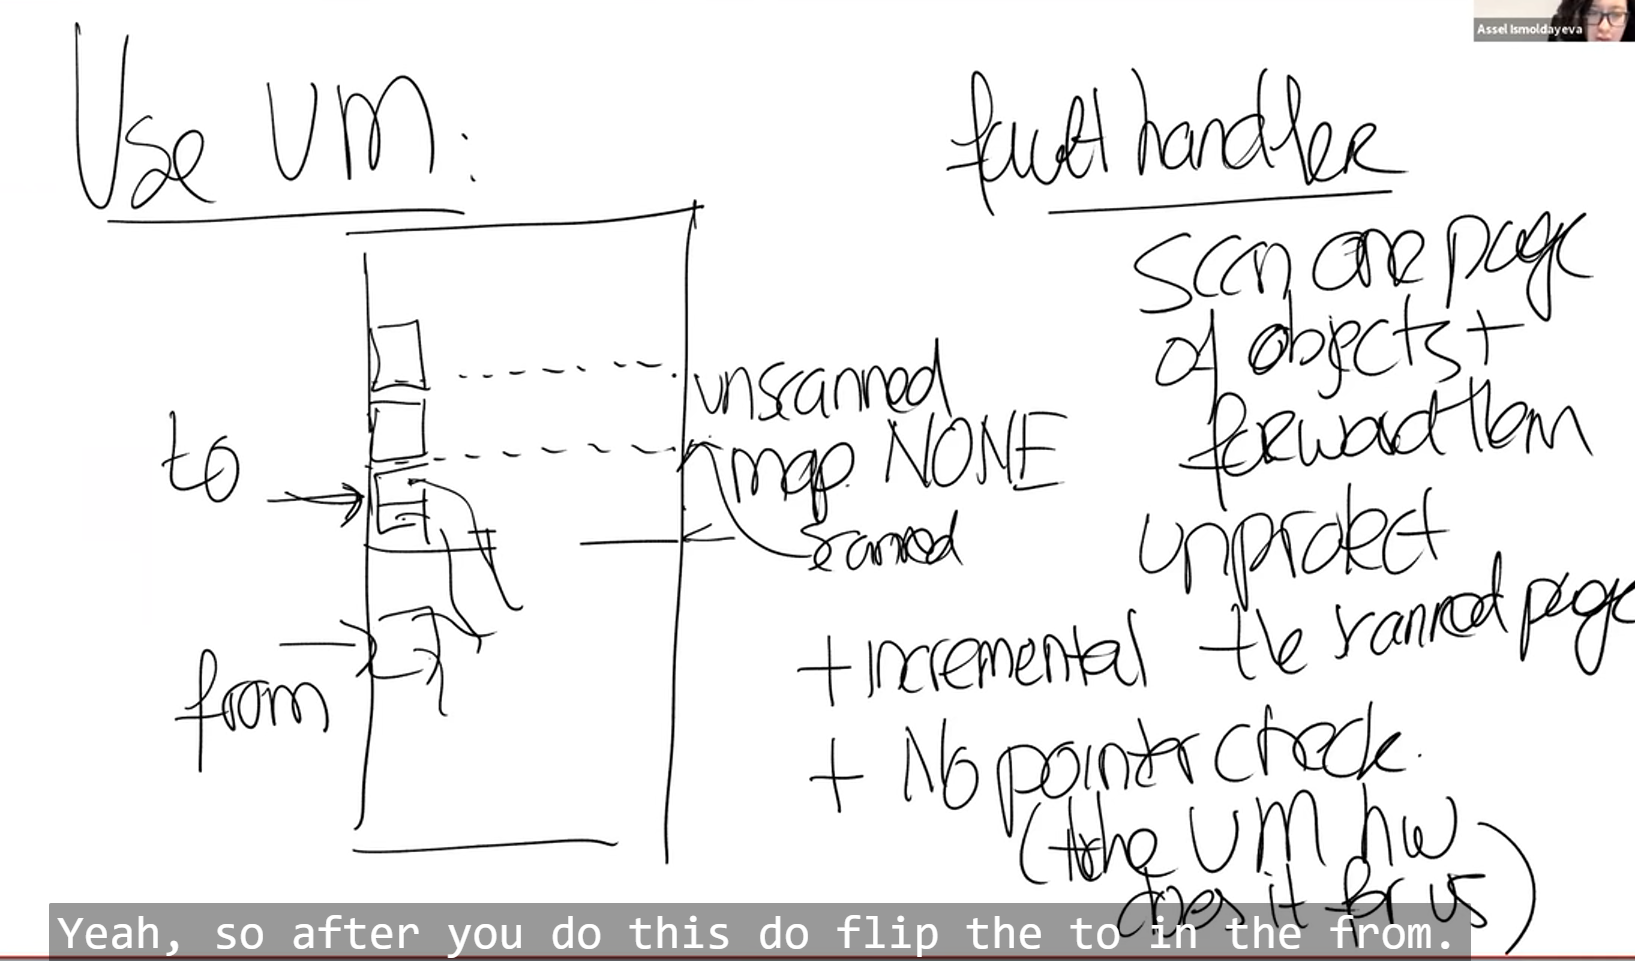 Assel Ismoldayeva
Use VM:
fault handler
scan one page
of objects +
forward them
unprotect
the scanned page
unscanned
map NONE
scanned
to
from
+ Incremental
+ No pointer check.
(the VM hw
does it for us)
Yeah, so after you do this do flip the to in the from.